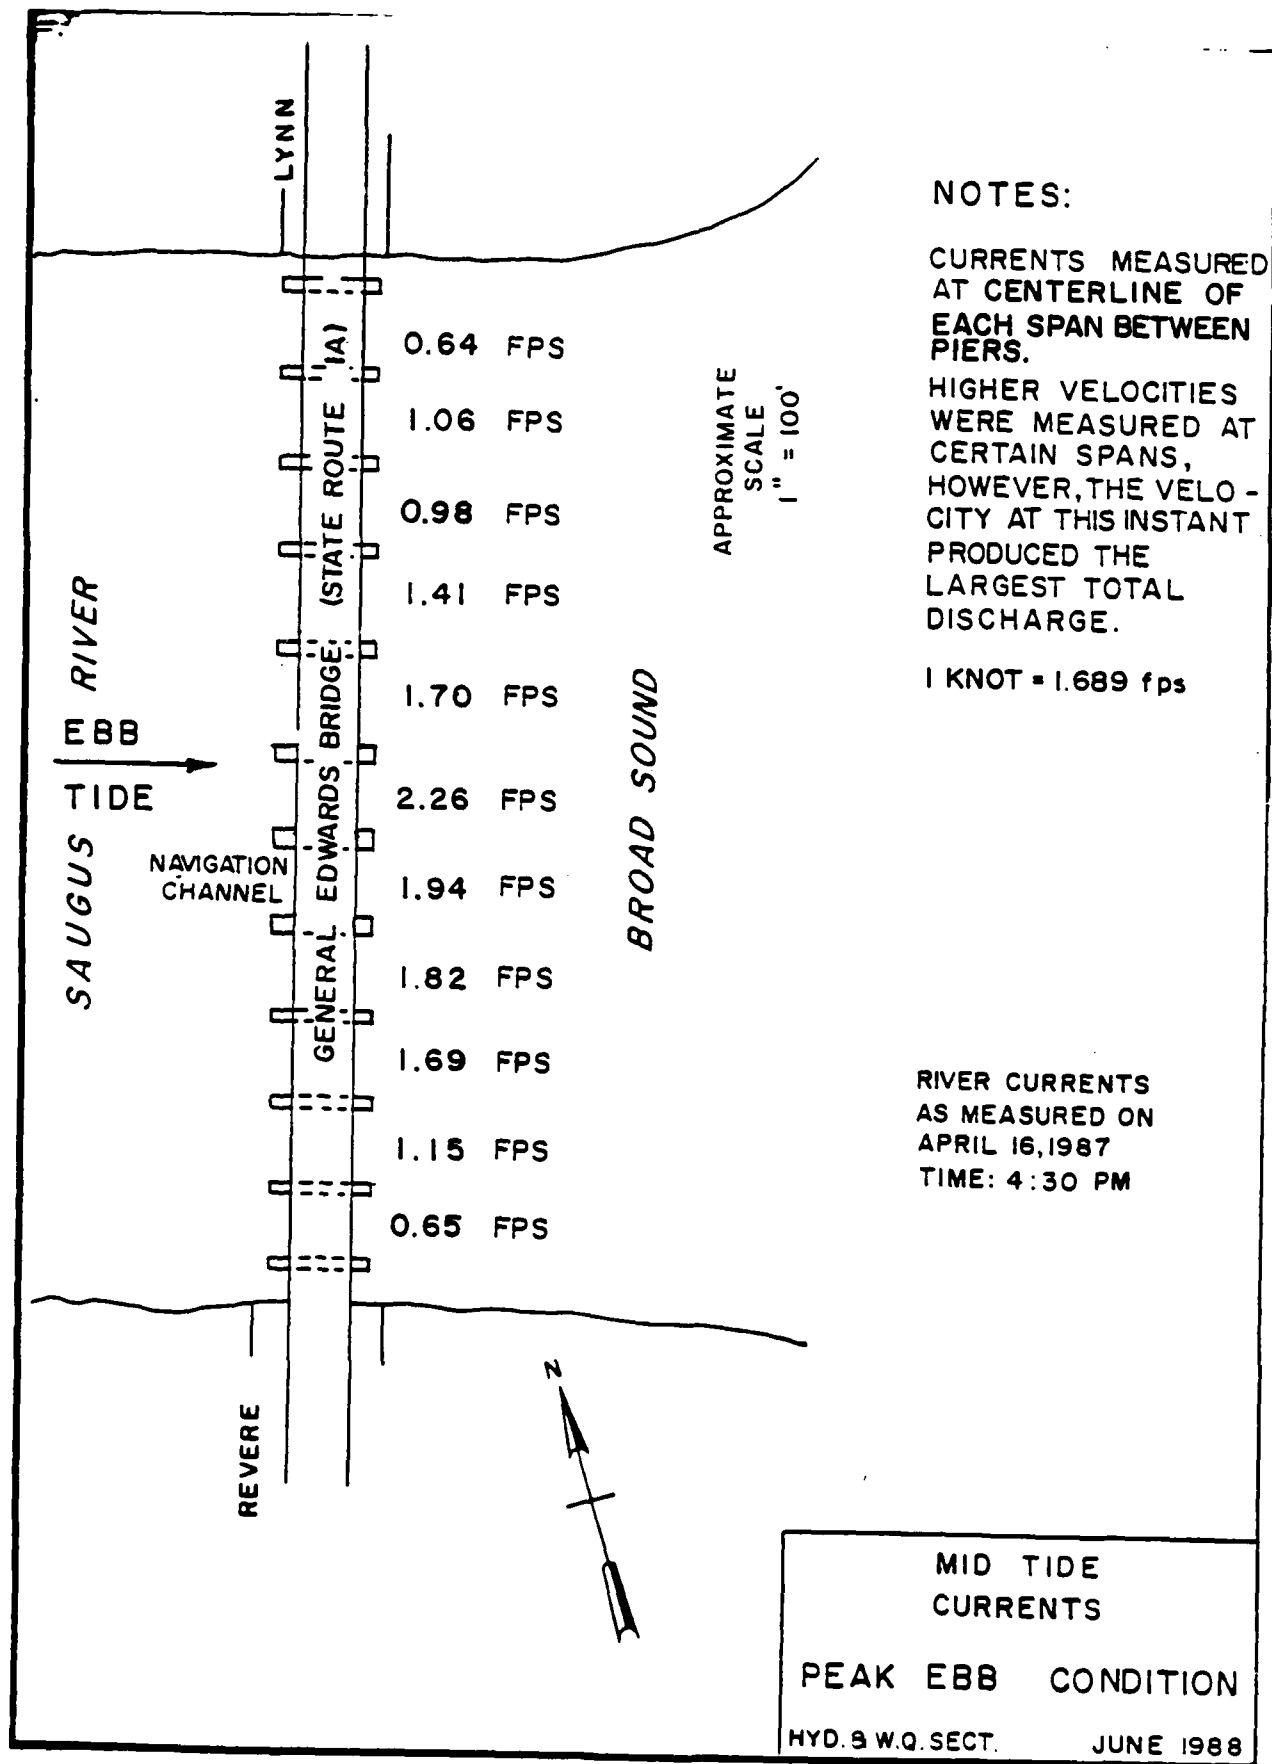 LYNN
NOTES:
CURRENTS MEASURED
AT CENTERLINE OF
EACH SPAN BETWEEN
PIERS.
HIGHER VELOCITIES
WERE MEASURED AT
CERTAIN SPANS,
HOWEVER, THE VELO-
CITY AT THIS INSTANT
PRODUCED THE
LARGEST TOTAL
DISCHARGE.
1 KNOT = 1.689 fps
APPROXIMATE
SCALE
1" = 100'
GENERAL EDWARDS BRIDGE (STATE ROUTE 1A)
0.64 FPS
1.06 FPS
0.98 FPS
1.41 FPS
1.70 FPS
2.26 FPS
1.94 FPS
1.82 FPS
1.69 FPS
1.15 FPS
0.65 FPS
SAUGUS RIVER
EBB
TIDE
NAVIGATION
CHANNEL
BROAD SOUND
RIVER CURRENTS
AS MEASURED ON
APRIL 16, 1987
TIME: 4:30 PM
REVERE
N
MID TIDE
CURRENTS
PEAK EBB CONDITION
HYD. & W.Q. SECT. JUNE 1988